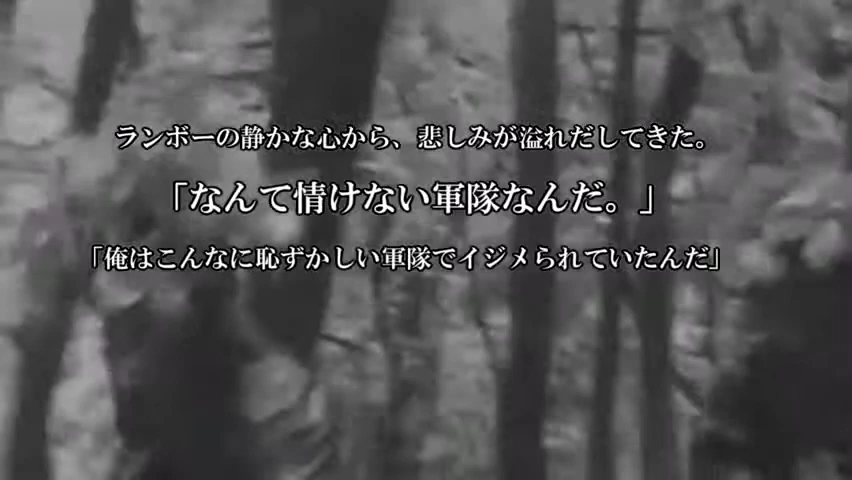 ランボーの静かな心から、悲しみが溢れだしてきた。
「なんて情けない軍隊なんだ。」
「俺はこんなに恥ずかしい軍隊でイジメられていたんだ」